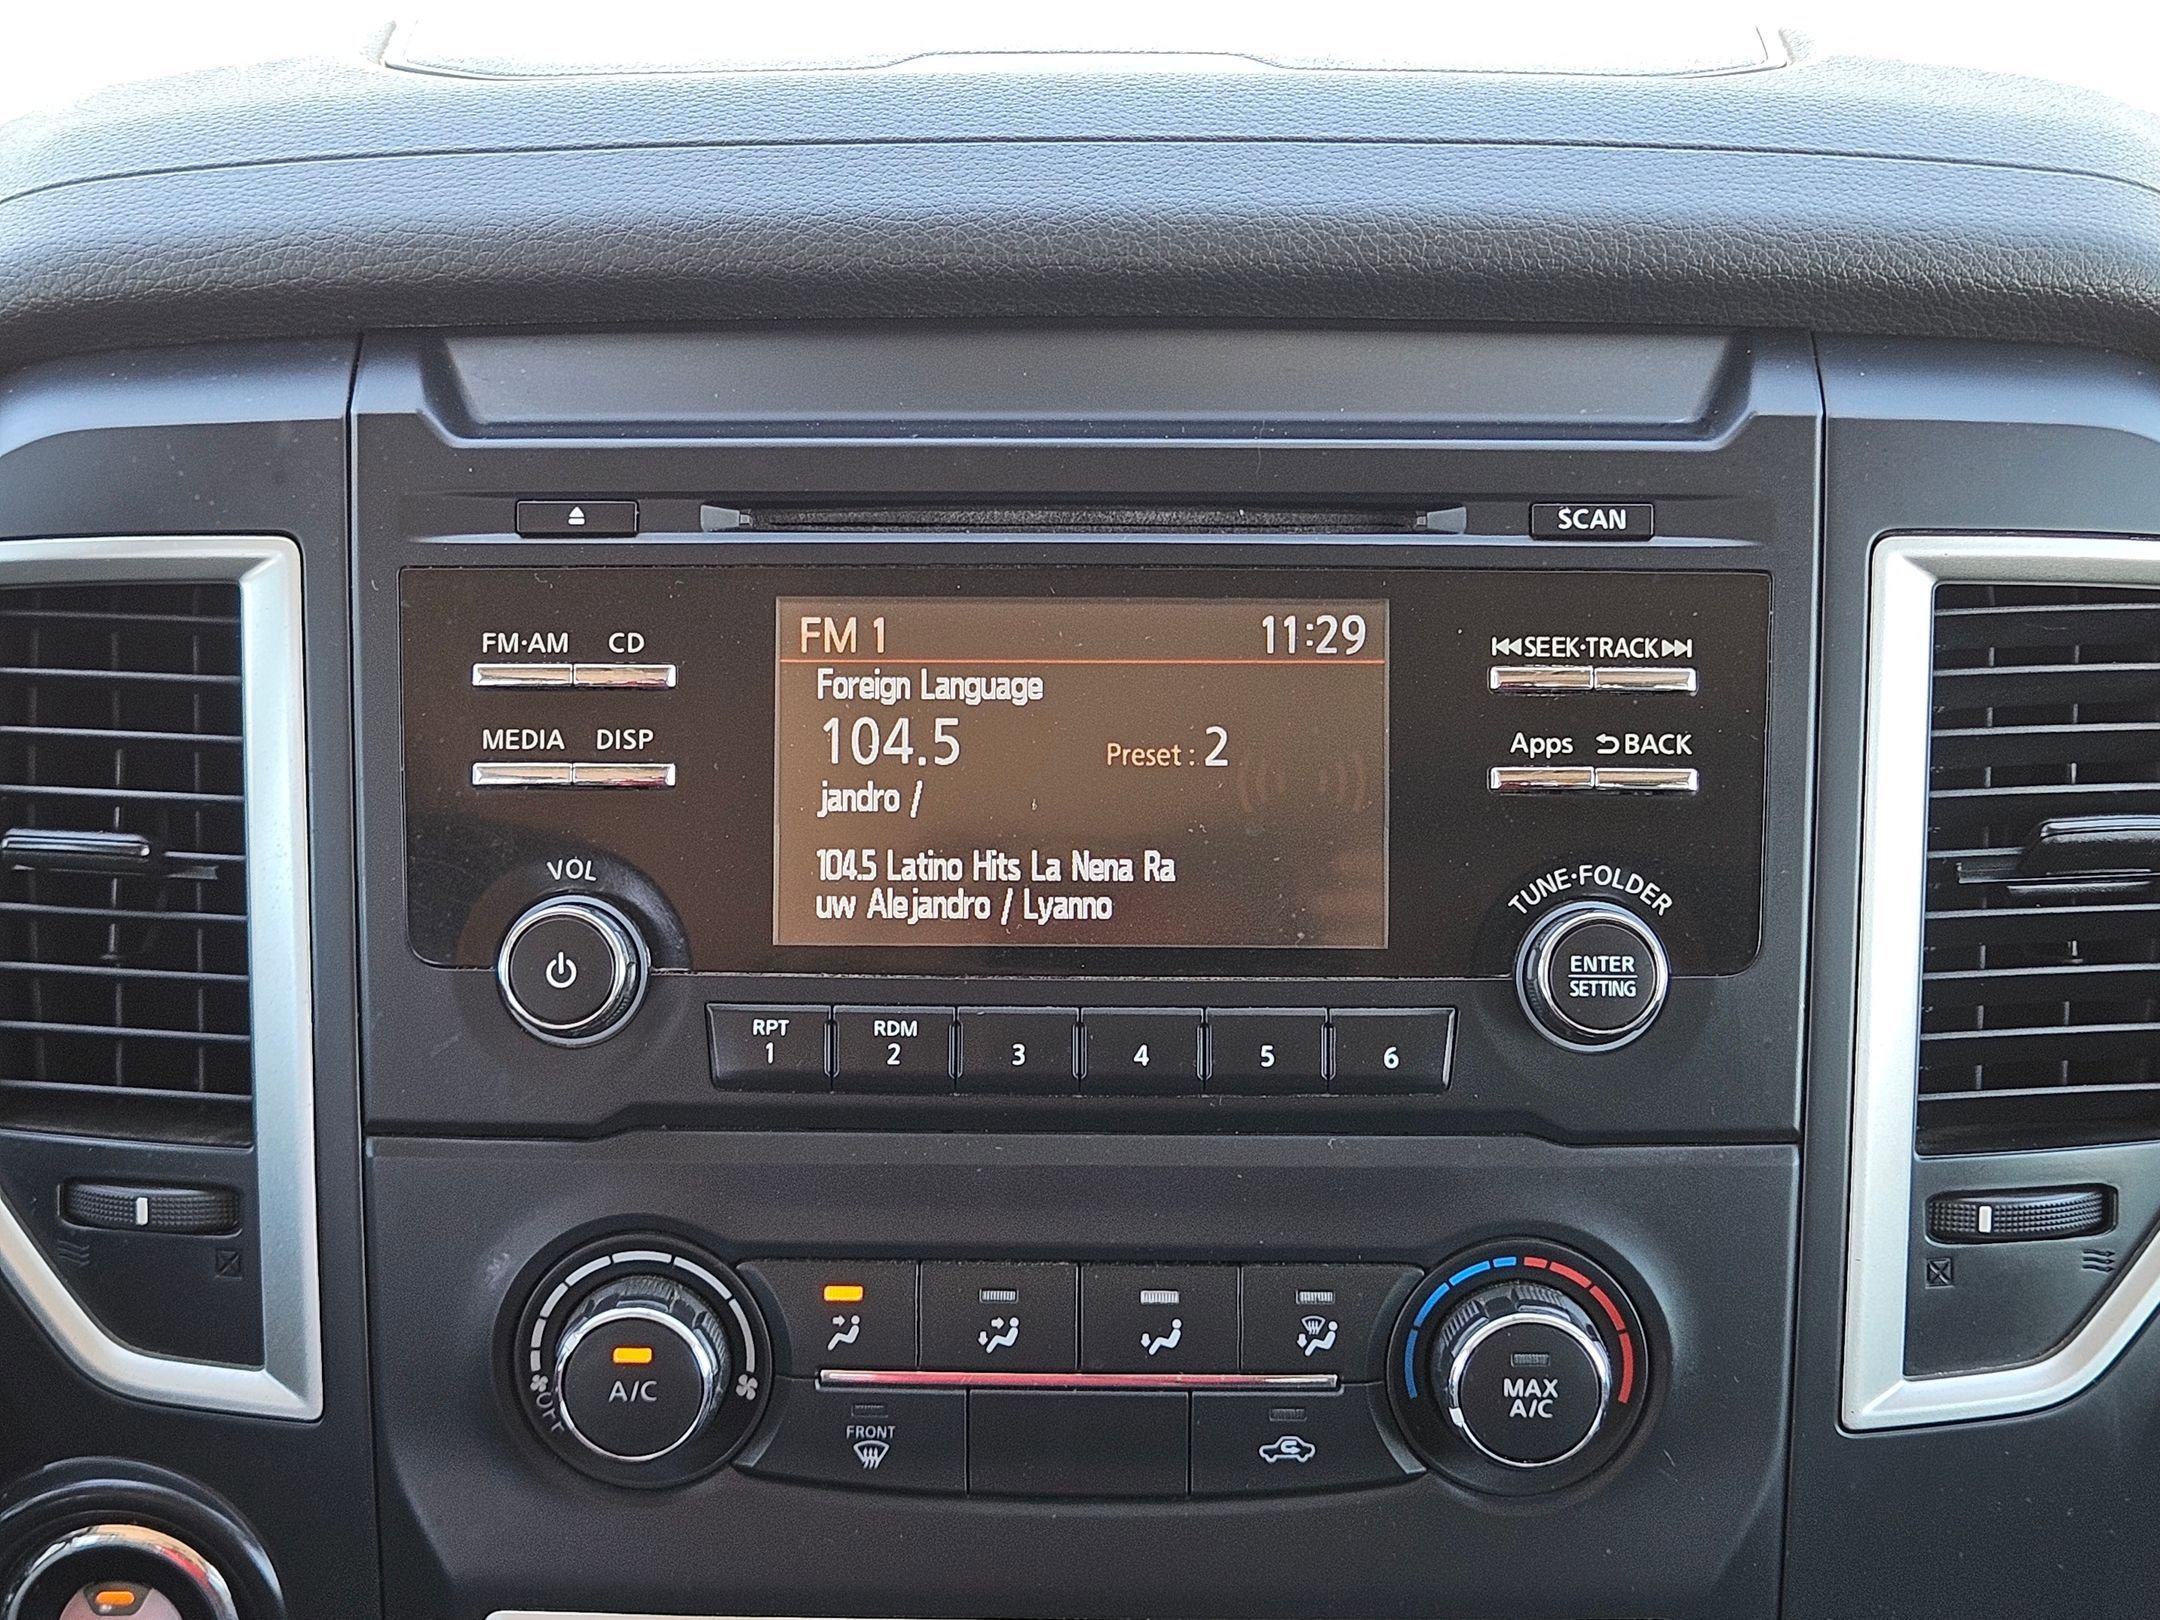 SCAN
FM·AM CD
MEDIA DISP
VOL
FM 1 11:29
Foreign Language
104.5 Preset : 2
jandro /
104.5 Latino Hits La Nena Ra
uw Alejandro / Lyanno
SEEK·TRACK
Apps BACK
TUNE·FOLDER
ENTER
SETTING
RPT RDM
1 2 3 4 5 6
OFF
A/C
FRONT
MAX
A/C